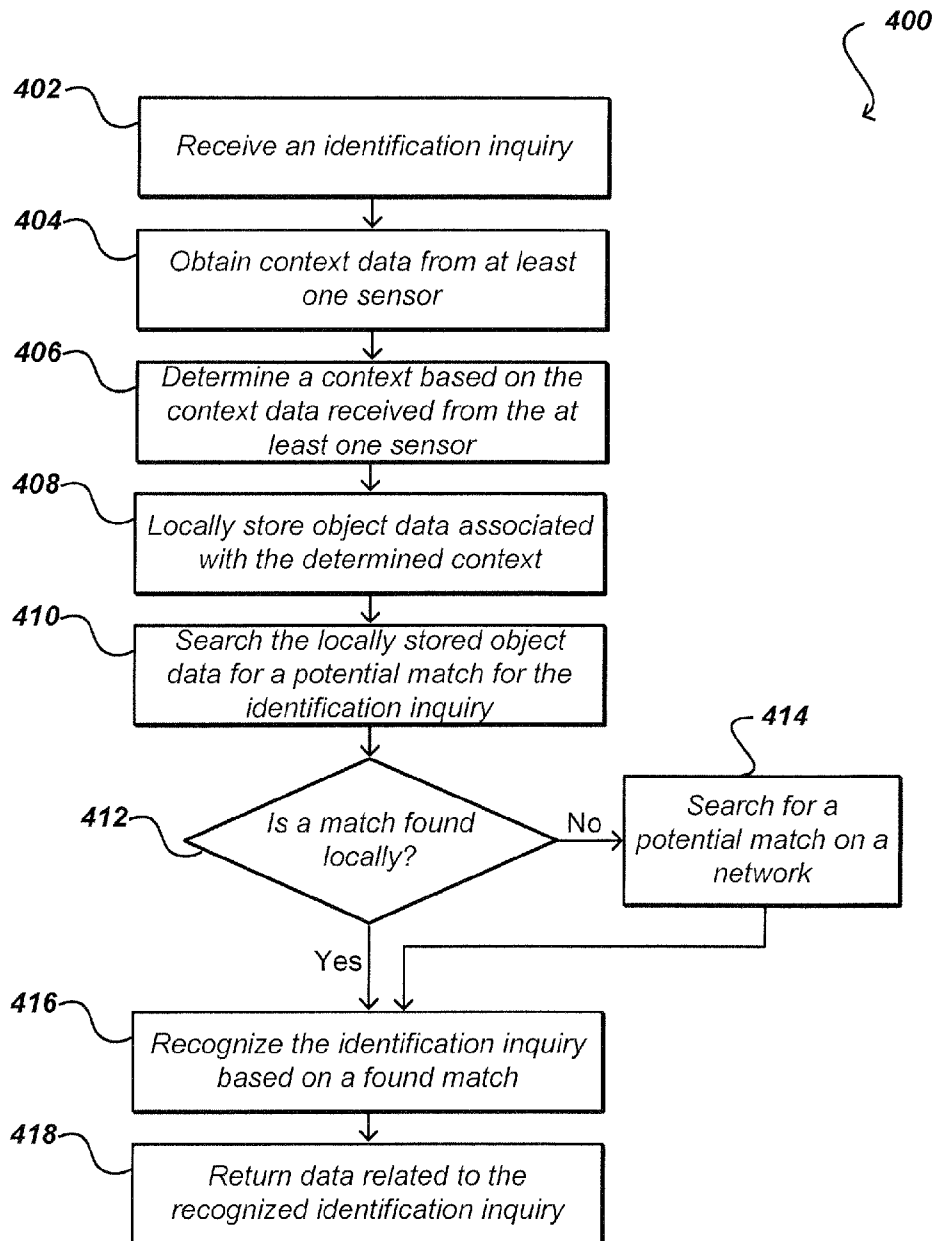 400
402
Receive an identification inquiry
404
Obtain context data from at least
one sensor
406
Determine a context based on the
context data received from the at
least one sensor
408
Locally store object data associated
with the determined context
410
Search the locally stored object
data for a potential match for the
identification inquiry
412
Is a match found
locally?
No
414
Search for a
potential match on a
network
Yes
416
Recognize the identification inquiry
based on a found match
418
Return data related to the
recognized identification inquiry